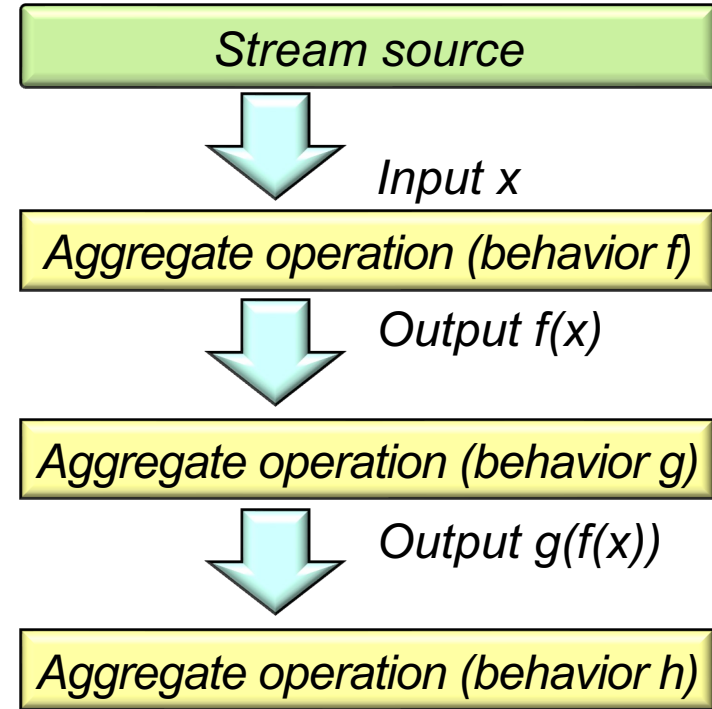 Stream source
Input x
Aggregate operation (behavior f)
Output f(x)
Aggregate operation (behavior g)
Output g(f(x))
Aggregate operation (behavior h)